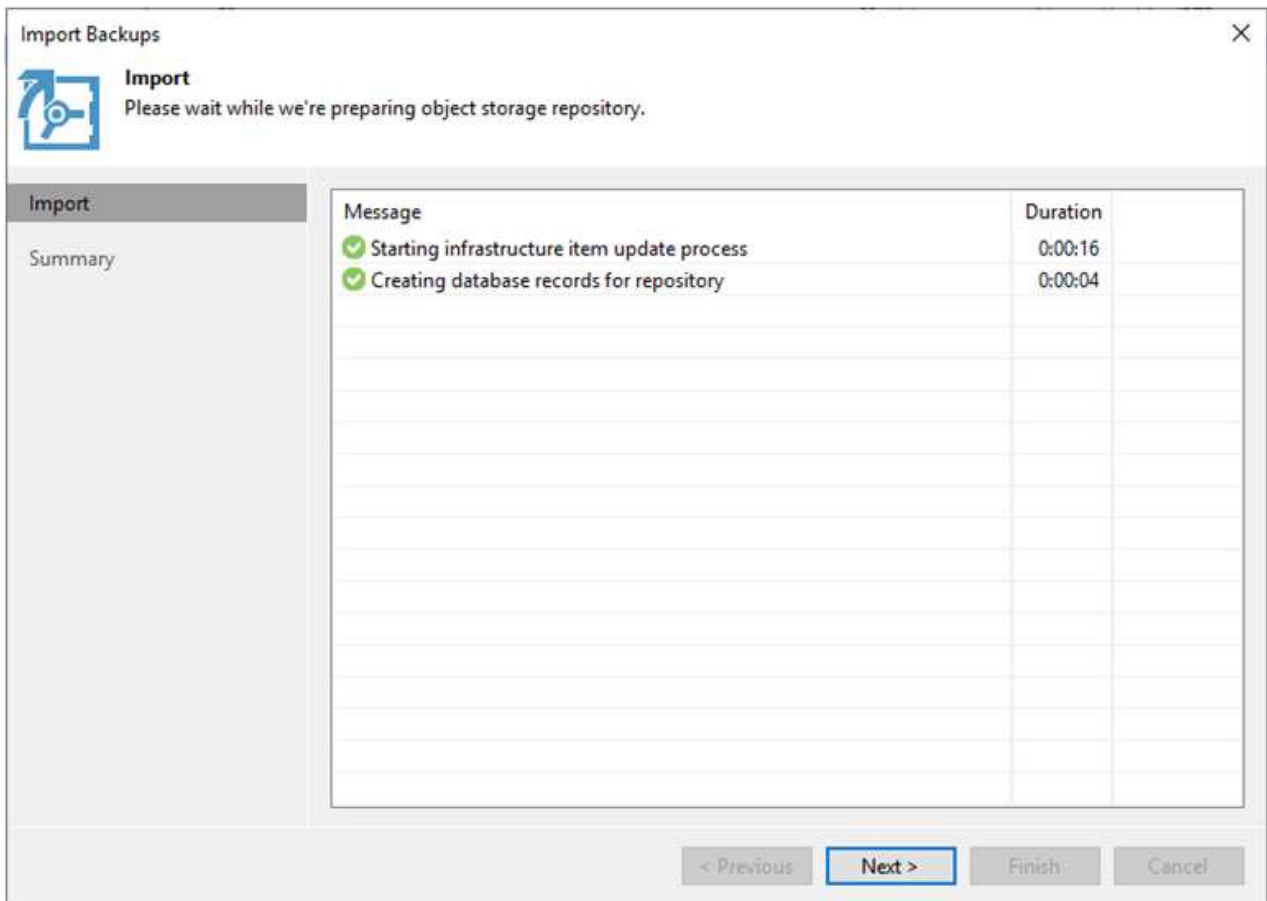 Import Backups
Import
Please wait while we're preparing object storage repository.
Import
Summary
Message Duration
Starting infrastructure item update process 0:00:16
Creating database records for repository 0:00:04
< Previous Next > Finish Cancel